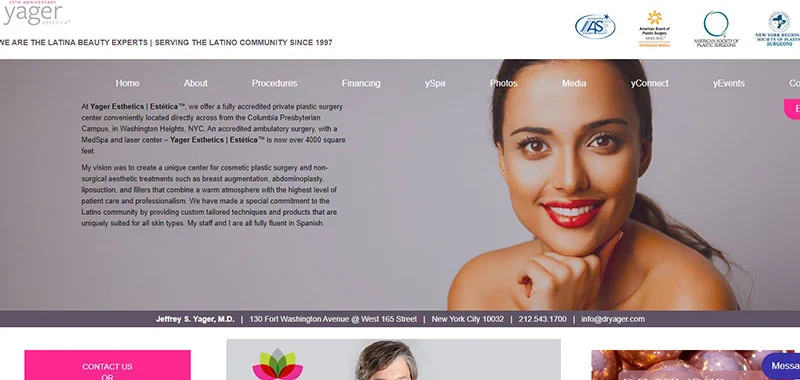 25TH ANNIVERSARY
yager
estética
WE ARE THE LATINA BEAUTY EXPERTS | SERVING THE LATINO COMMUNITY SINCE 1997
American Board of
Plastic Surgery
AMERICAN SOCIETY OF
PLASTIC SURGEONS
NEW YORK REGIONAL
SOCIETY OF PLASTIC
SURGEONS
Home About Procedures Financing ySpa Photos Media yConnect yEvents Co
At Yager Esthetics | Estética™, we offer a fully accredited private plastic surgery
center conveniently located directly across from the Columbia Presbyterian
Campus, in Washington Heights, NYC. An accredited ambulatory surgery, with a
MedSpa and laser center – Yager Esthetics | Estética™ is now over 4000 square
feet.
My vision was to create a unique center for cosmetic plastic surgery and non-
surgical aesthetic treatments such as breast augmentation, abdominoplasty,
liposuction, and fillers that combine a warm atmosphere with the highest level of
patient care and professionalism. We have made a special commitment to the
Latino community by providing custom tailored techniques and products that are
uniquely suited for all skin types. My staff and I are all fully fluent in Spanish.
Jeffrey S. Yager, M.D. | 130 Fort Washington Avenue @ West 165 Street | New York City 10032 | 212.543.1700 | info@dryager.com
CONTACT US
OR
Messa